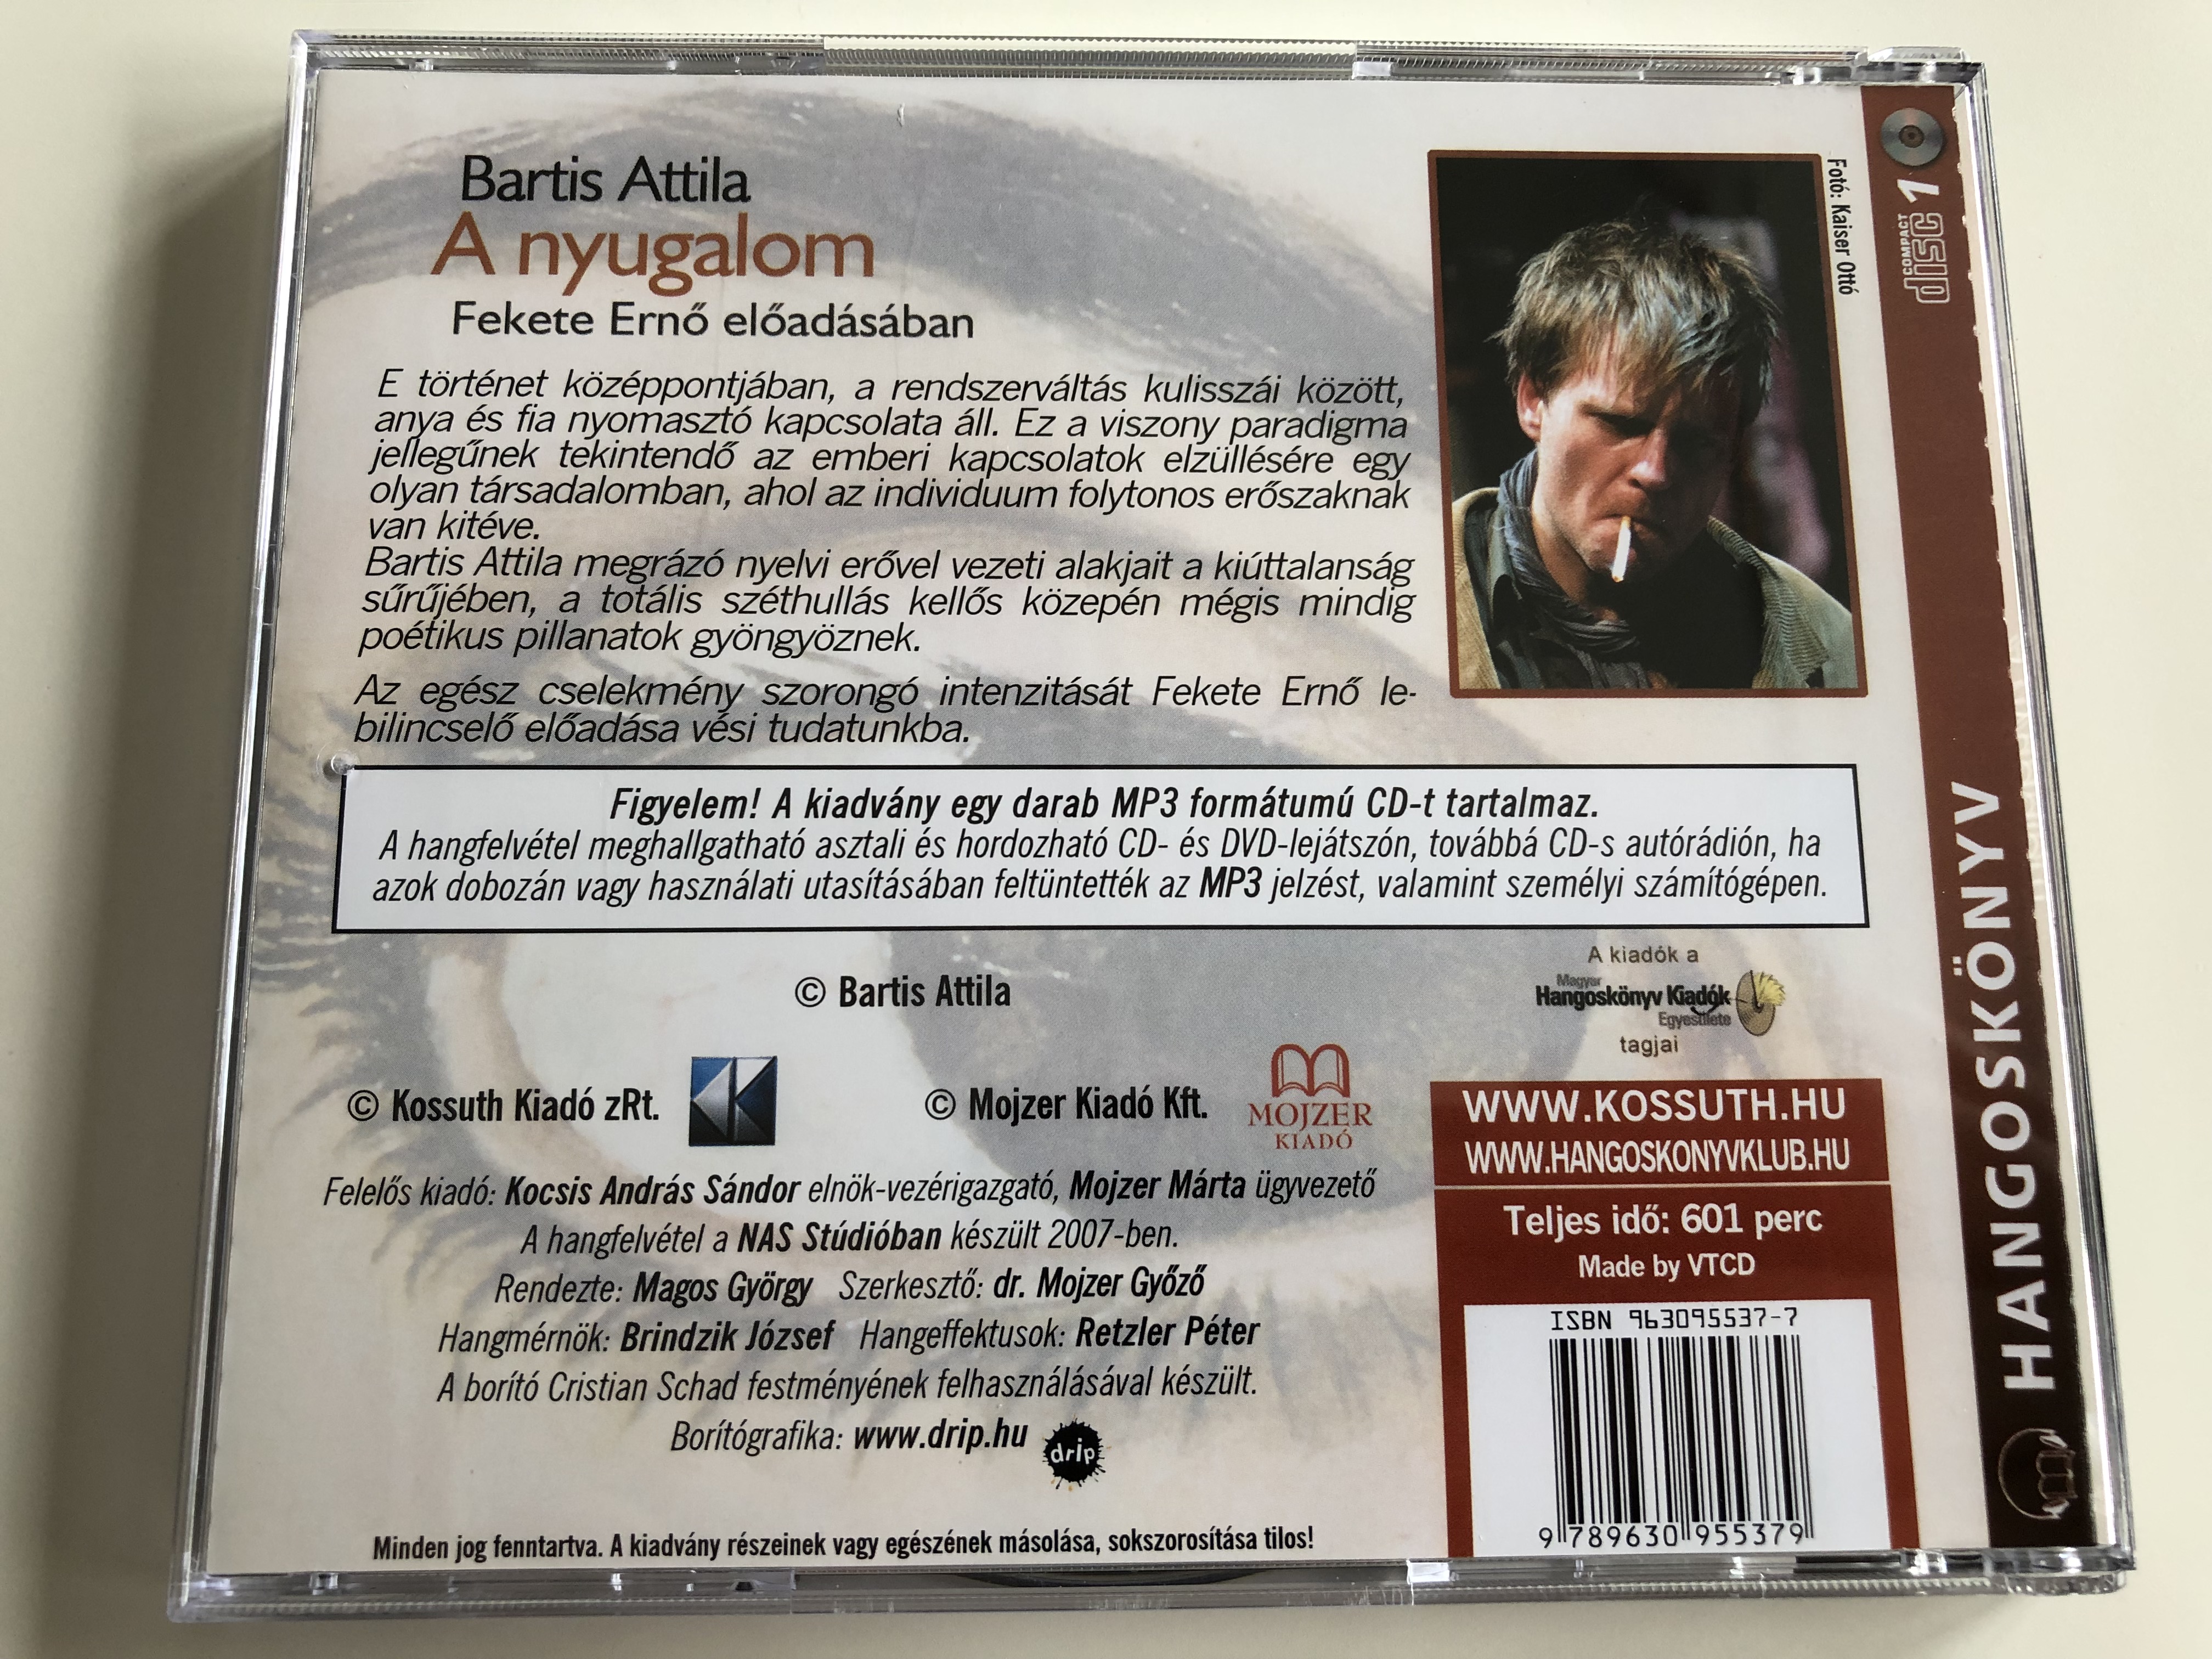 Bartis Attila
A nyugalom
Fekete Ernő előadásában
E történet középpontjában, a rendszerváltás kulisszái között,
anya és fia nyomasztó kapcsolata áll. Ez a viszony paradigma
jellegűnek tekintendő az emberi kapcsolatok elzüllésére egy
olyan társadalomban, ahol az individuum folytonos erőszaknak
van kitéve.
Bartis Attila megrázó nyelvi erővel vezeti alakjait a kiúttalanság
sűrűjében, a totális széthullás kellős közepén mégis mindig
poétikus pillanatok gyöngyöznek.
Az egész cselekmény szorongó intenzitását Fekete Ernő le-
bilincselő előadása vési tudatunkba.
Fotó: Kaiser Ottó
COMPACT
disc 1
HANGOSKÖNYV
Figyelem! A kiadvány egy darab MP3 formátumú CD-t tartalmaz.
A hangfelvétel meghallgatható asztali és hordozható CD- és DVD-lejátszón, továbbá CD-s autórádión, ha
azok dobozán vagy használati utasításában feltüntették az MP3 jelzést, valamint személyi számítógépen.
© Bartis Attila
A kiadók a
Magyar
Hangoskönyv Kiadók
Egyesülete
tagjai
© Kossuth Kiadó zRt.
© Mojzer Kiadó Kft.
MOJZER
KIADÓ
Felelős kiadó: Kocsis András Sándor elnök-vezérigazgató, Mojzer Márta ügyvezető
A hangfelvétel a NAS Stúdióban készült 2007-ben.
Rendezte: Magos György Szerkesztő: dr. Mojzer Győző
Hangmérnök: Brindzik József Hangeffektusok: Retzler Péter
A borító Cristian Schad festményének felhasználásával készült.
Borítógrafika: www.drip.hu
drip
Minden jog fenntartva. A kiadvány részeinek vagy egészének másolása, sokszorosítása tilos!
WWW.KOSSUTH.HU
WWW.HANGOSKONYVKLUB.HU
Teljes idő: 601 perc
Made by VTCD
ISBN 963095537-7
9 789630 955379